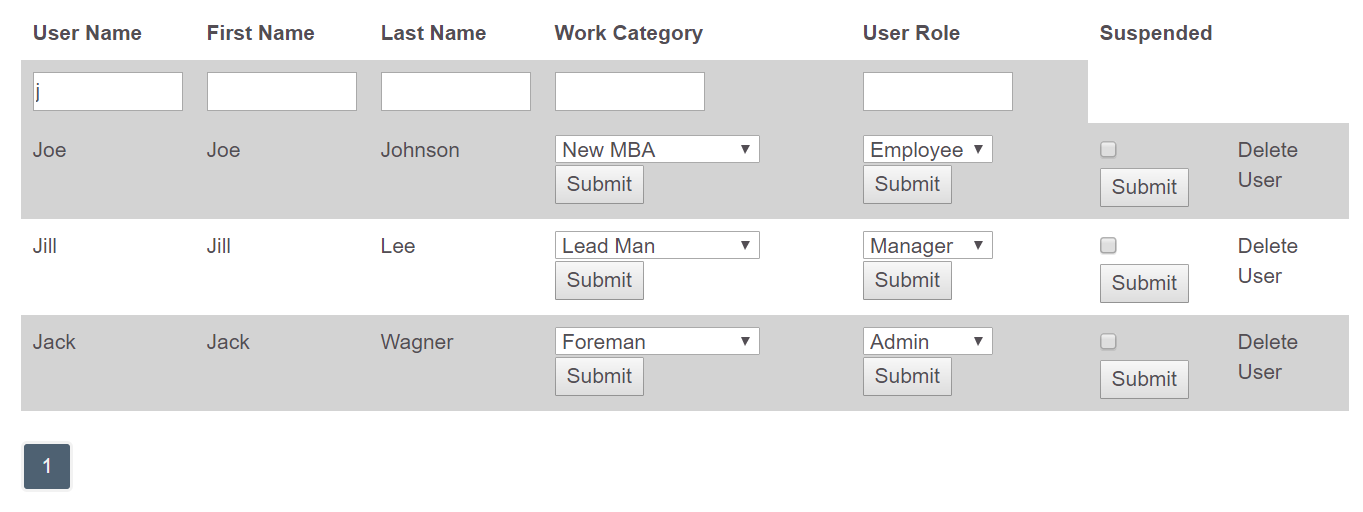 User Name First Name Last Name Work Category User Role Suspended
j
Joe Joe Johnson New MBA Employee Delete
Submit Submit Submit User
Jill Jill Lee Lead Man Manager Delete
Submit Submit Submit User
Jack Jack Wagner Foreman Admin Delete
Submit Submit Submit User
1